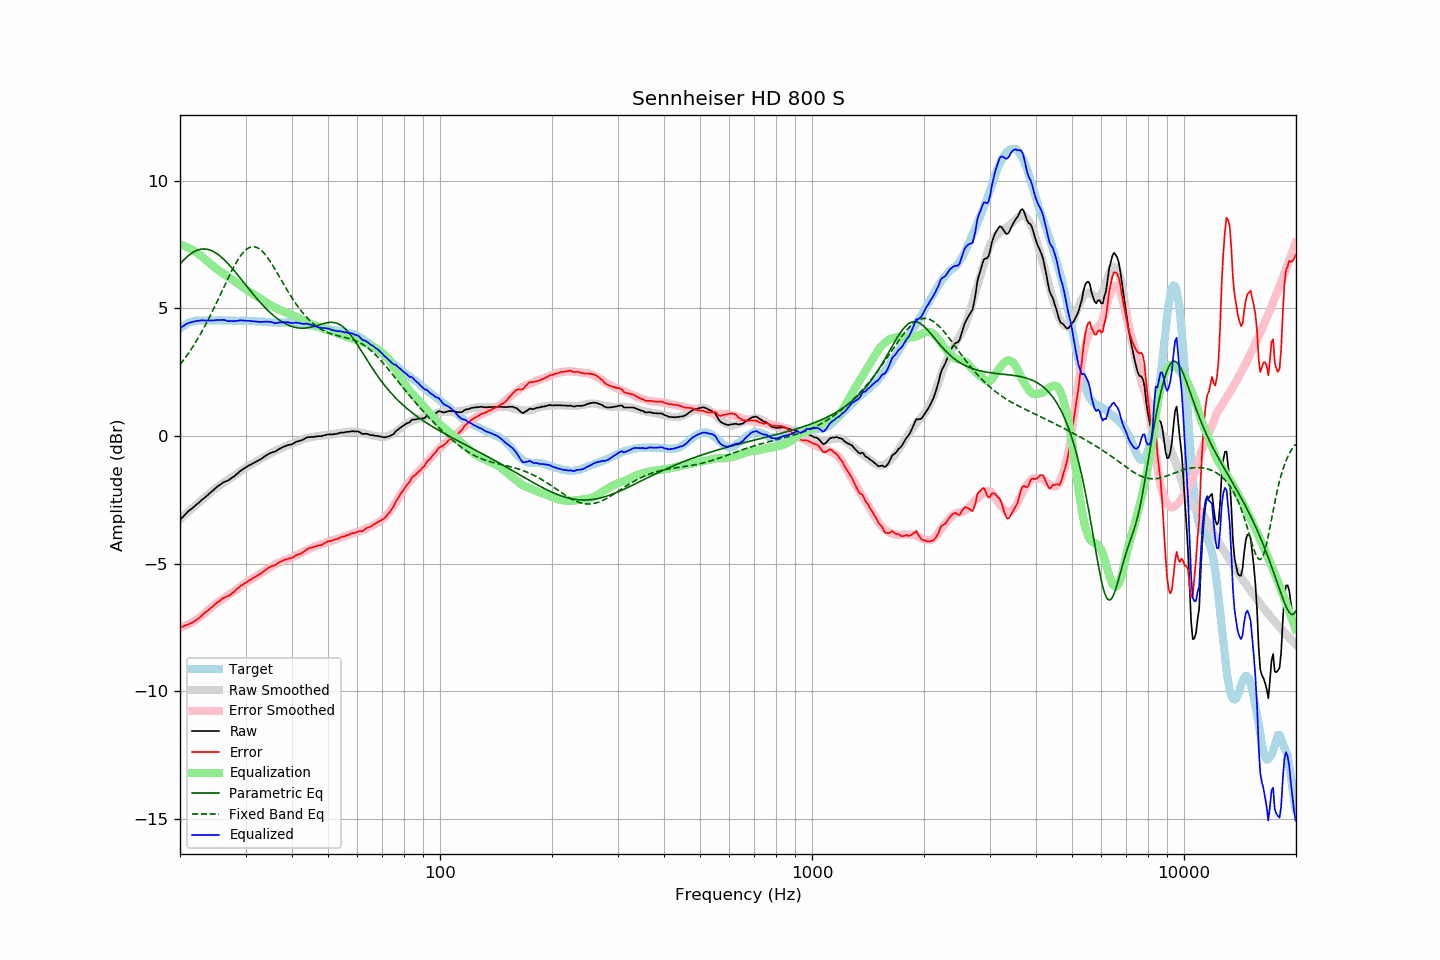 Sennheiser HD 800 S
Amplitude (dBr)
10
5
0
−5
−10
−15
Target
Raw Smoothed
Error Smoothed
Raw
Error
Equalization
Parametric Eq
Fixed Band Eq
Equalized
100
1000
10000
Frequency (Hz)